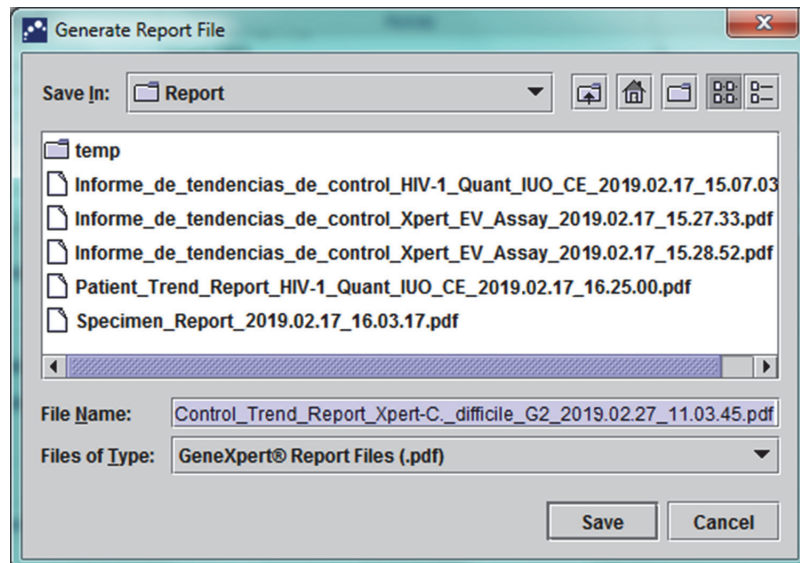 Generate Report File
Save In: Report
temp
Informe_de_tendencias_de_control_HIV-1_Quant_IUO_CE_2019.02.17_15.07.03
Informe_de_tendencias_de_control_Xpert_EV_Assay_2019.02.17_15.27.33.pdf
Informe_de_tendencias_de_control_Xpert_EV_Assay_2019.02.17_15.28.52.pdf
Patient_Trend_Report_HIV-1_Quant_IUO_CE_2019.02.17_16.25.00.pdf
Specimen_Report_2019.02.17_16.03.17.pdf
File Name: Control_Trend_Report_Xpert-C._difficile_G2_2019.02.27_11.03.45.pdf
Files of Type: GeneXpert® Report Files (.pdf)
Save Cancel